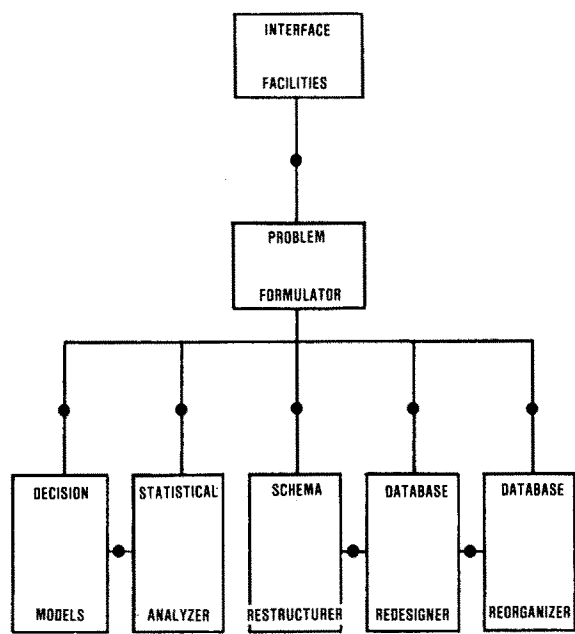 INTERFACE
FACILITIES
PROBLEM
FORMULATOR
DECISION
MODELS
STATISTICAL
ANALYZER
SCHEMA
RESTRUCTURER
DATABASE
REDESIGNER
DATABASE
REORGANIZER